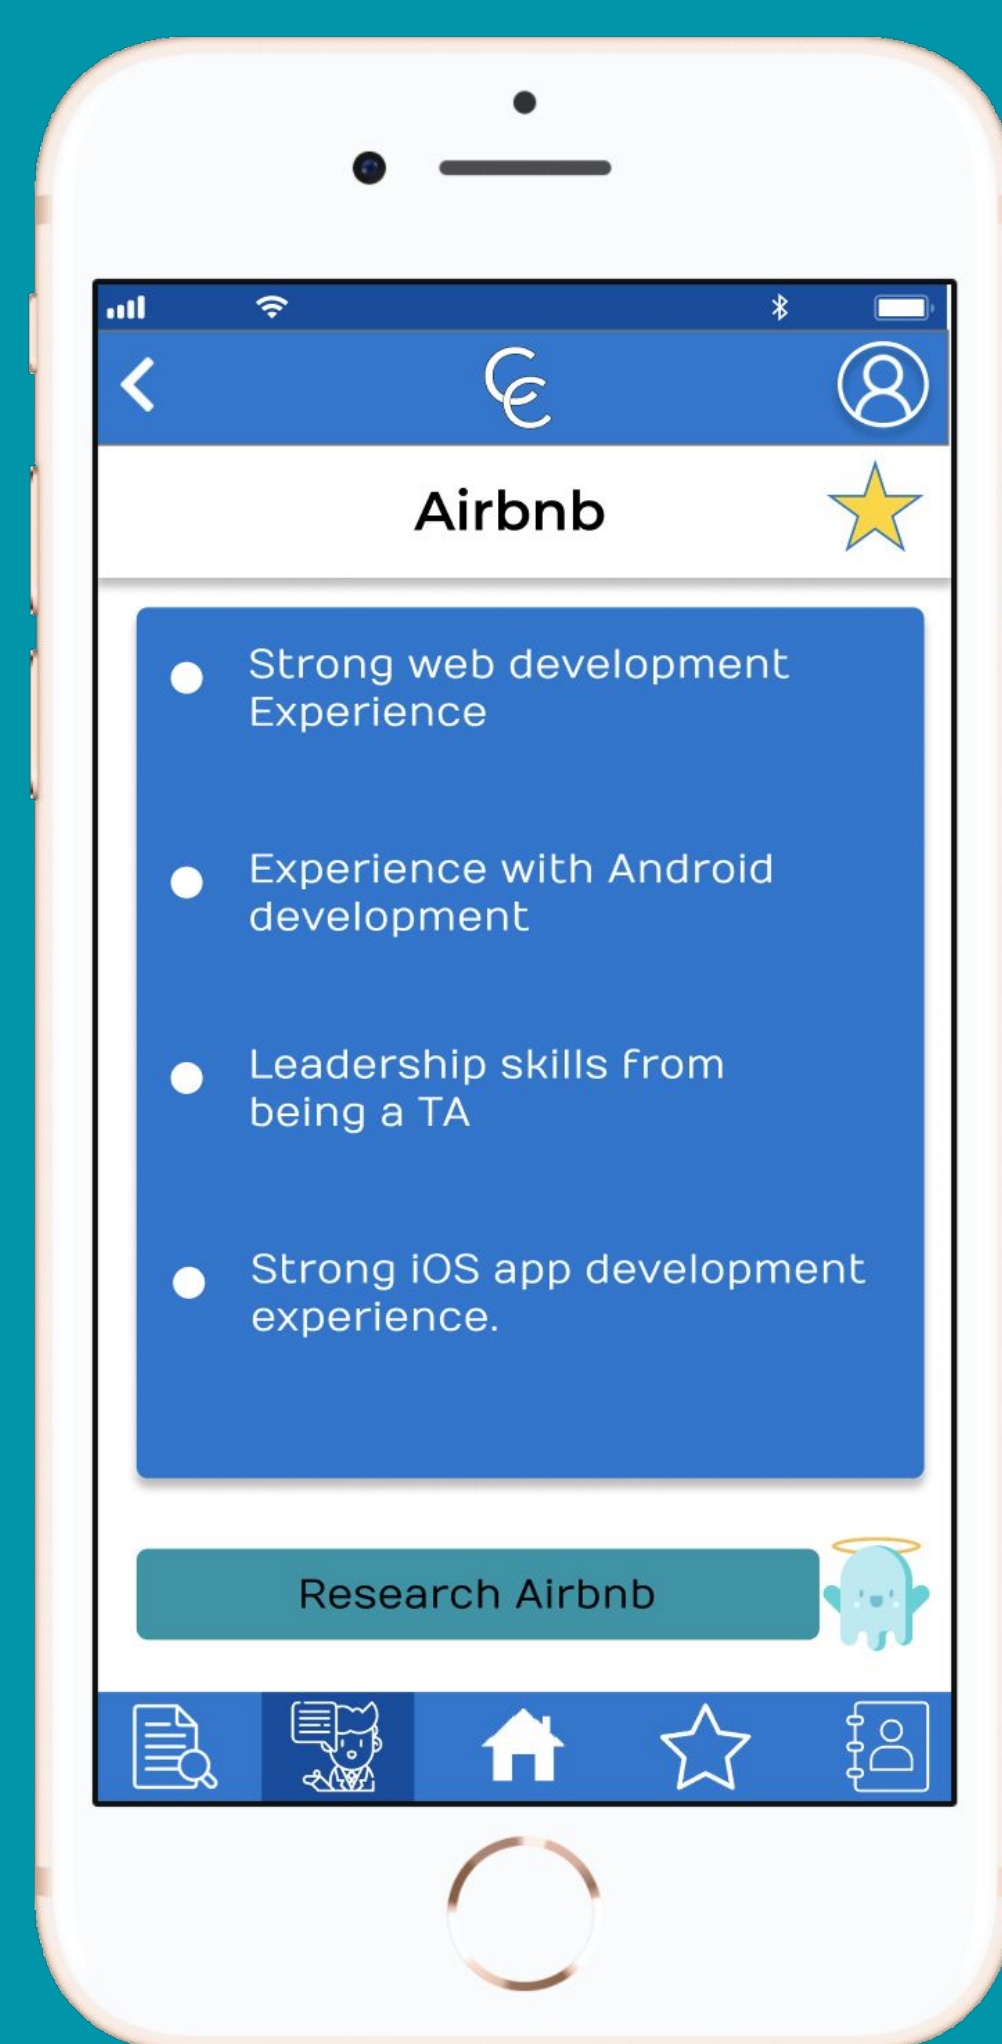 CC
Airbnb
Strong web development
Experience
Experience with Android
development
Leadership skills from
being a TA
Strong iOS app development
experience.
Research Airbnb